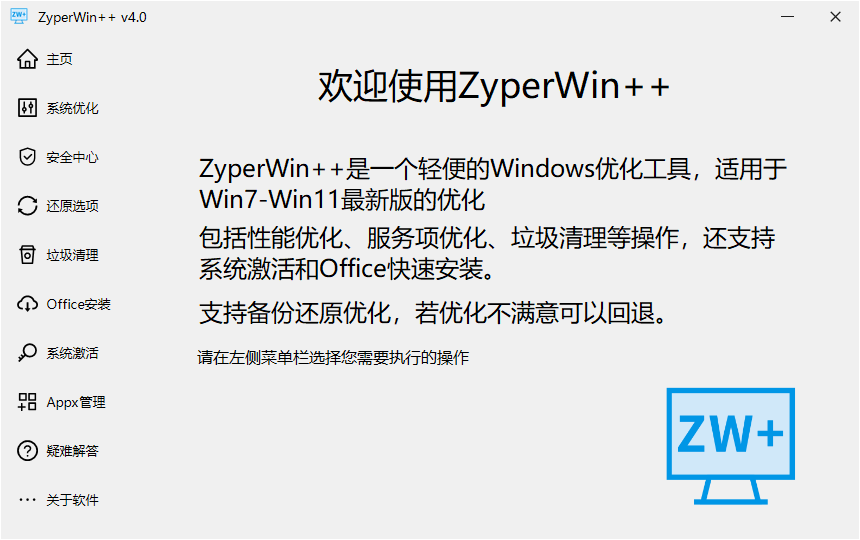 ZyperWin++ v4.0
主页
系统优化
安全中心
还原选项
垃圾清理
Office安装
系统激活
Appx管理
疑难解答
关于软件
欢迎使用ZyperWin++
ZyperWin++是一个轻便的Windows优化工具，适用于
Win7-Win11最新版的优化
包括性能优化、服务项优化、垃圾清理等操作，还支持
系统激活和Office快速安装。
支持备份还原优化，若优化不满意可以回退。
请在左侧菜单栏选择您需要执行的操作
ZW+